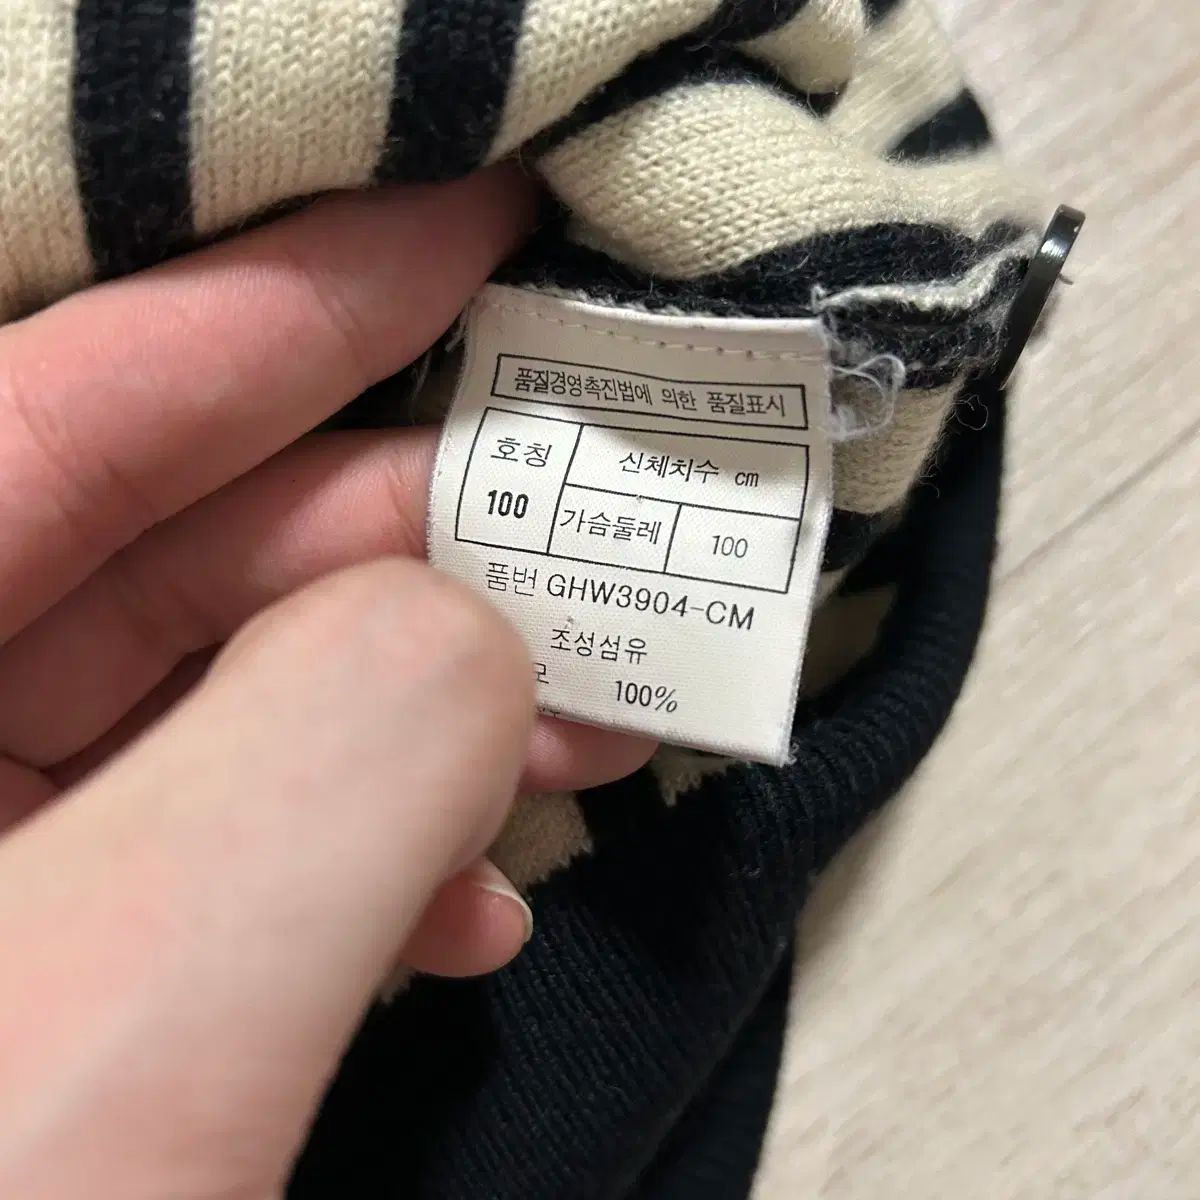 품질경영촉진법에 의한 품질표시
호칭
100
신체치수 cm
가슴둘레 100
품번 GHW3904-CM
조성섬유
모 100%